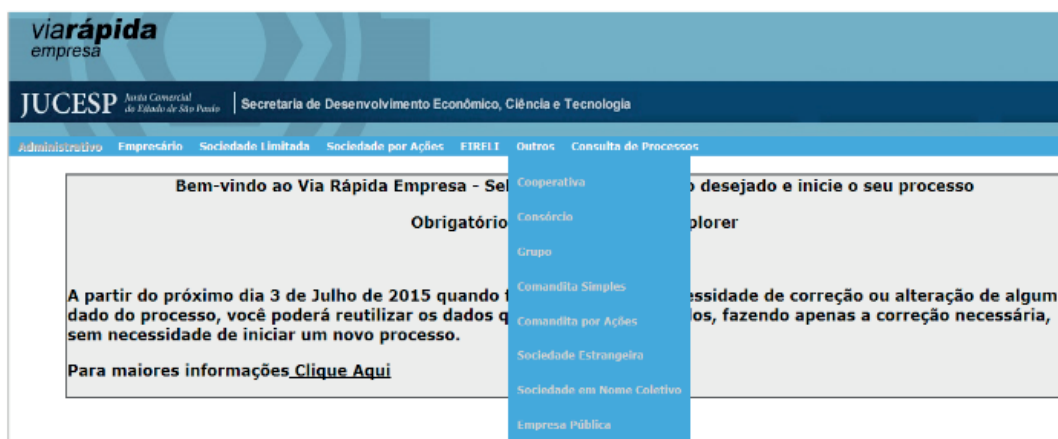 viarápida
empresa
JUCESP Junta Comercial do Estado de São Paulo Secretaria de Desenvolvimento Econômico, Ciência e Tecnologia
Administrativo Empresário Sociedade Limitada Sociedade por Ações EIRELI Outros Consulta de Processos
Bem-vindo ao Via Rápida Empresa - Sel desejado e inicie o seu processo
Obrigatório plorer
A partir do próximo dia 3 de Julho de 2015 quando f essidade de correção ou alteração de algum
dado do processo, você poderá reutilizar os dados q os, fazendo apenas a correção necessária,
sem necessidade de iniciar um novo processo.
Para maiores informações Clique Aqui
Cooperativa
Consórcio
Grupo
Comandita Simples
Comandita por Ações
Sociedade Estrangeira
Sociedade em Nome Coletivo
Empresa Pública